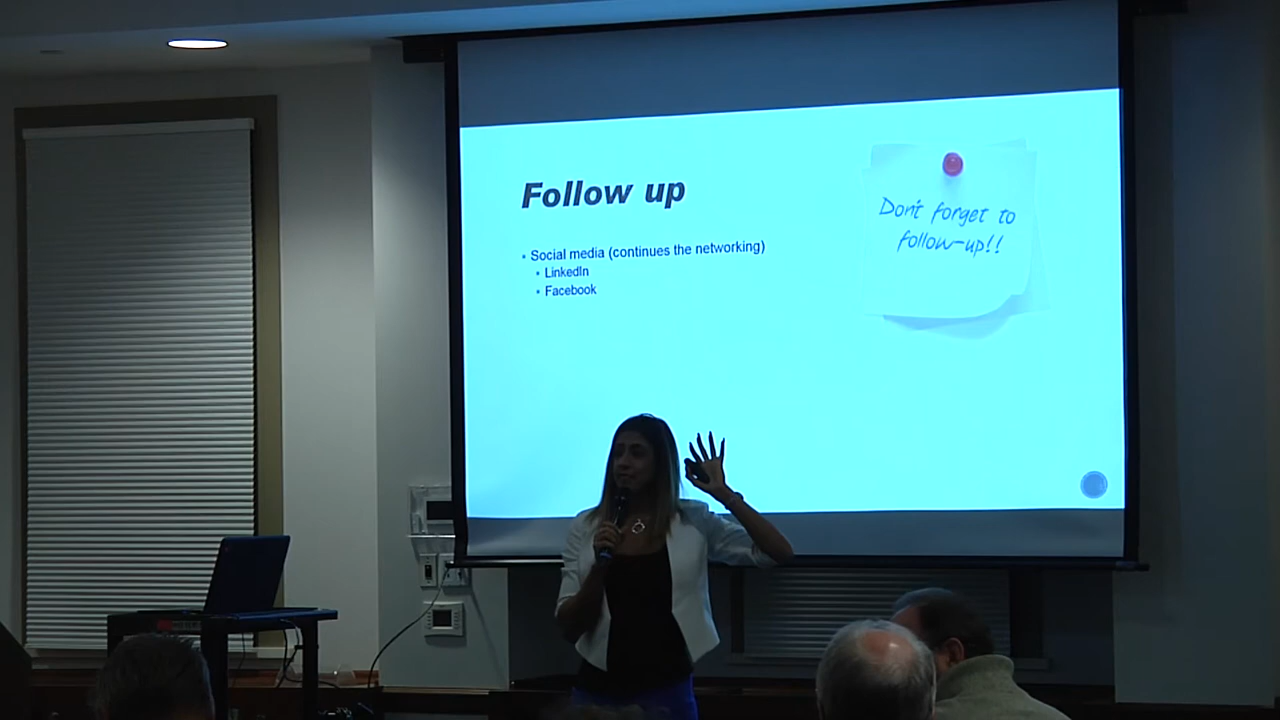 Follow up
• Social media (continues the networking)
• LinkedIn
• Facebook
Don't forget to
follow-up!!